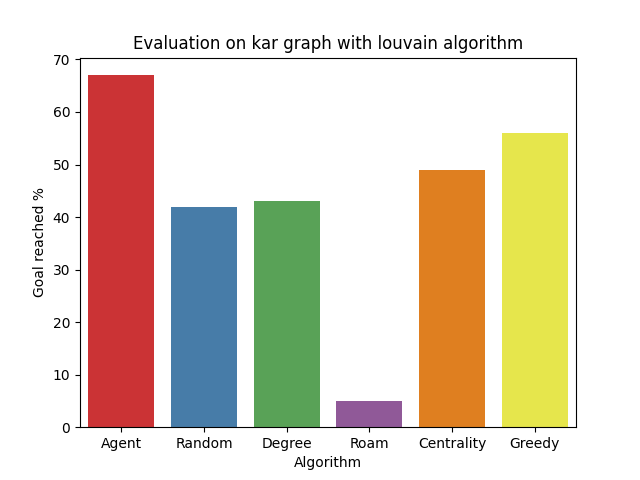 Evaluation on kar graph with louvain algorithm
70
60
50
40
30
20
10
0
Goal reached %
Agent Random Degree Roam Centrality Greedy
Algorithm